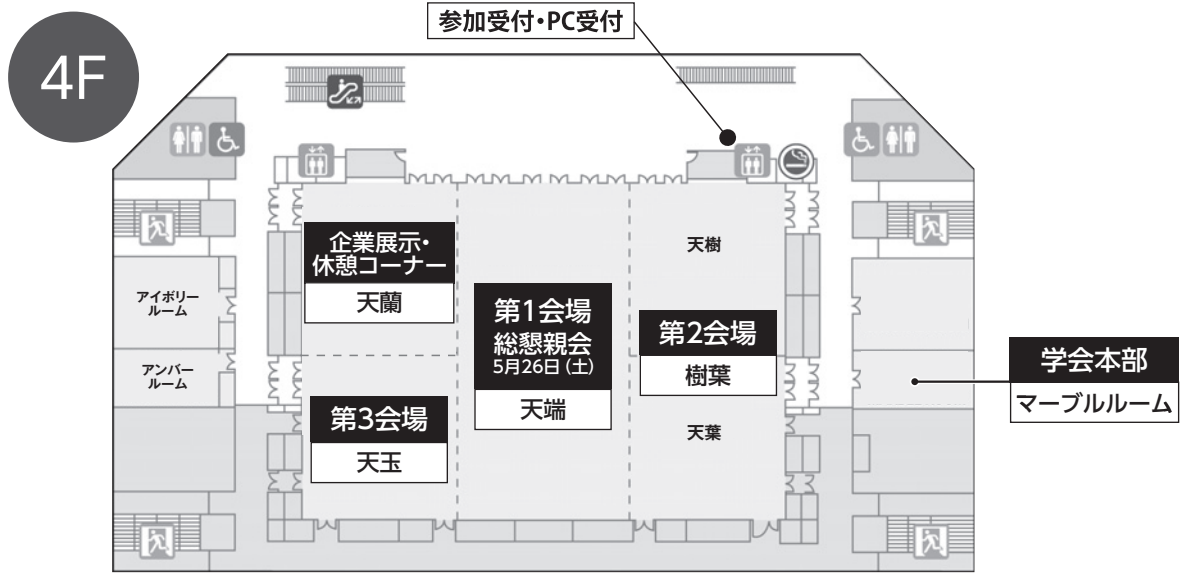 4F
参加受付・PC受付
企業展示・
休憩コーナー
天蘭
第1会場
総懇親会
5月26日（土）
天端
天樹
第2会場
樹葉
天葉
第3会場
天玉
アイボリー
ルーム
アンバー
ルーム
学会本部
マーブルルーム